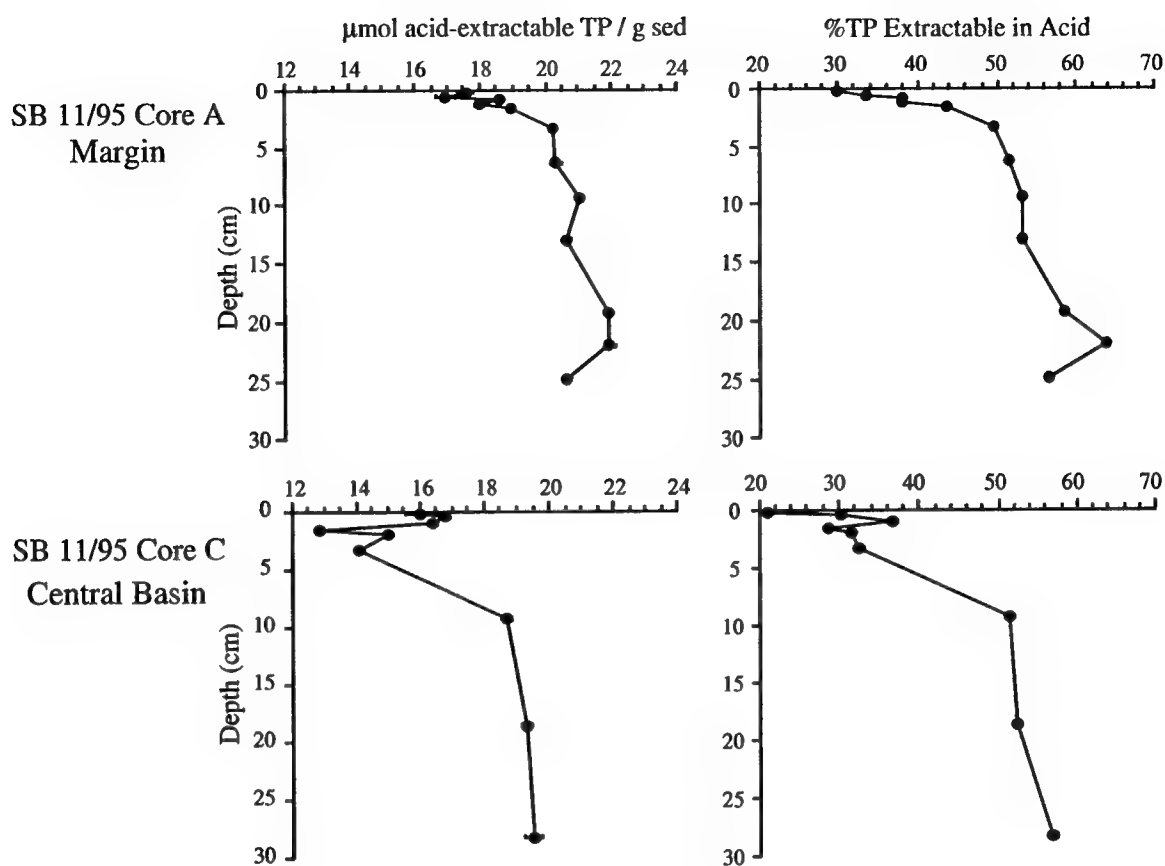 μmol acid-extractable TP / g sed
%TP Extractable in Acid
12 14 16 18 20 22 24
20 30 40 50 60 70
SB 11/95 Core A
Margin
Depth (cm)
0
5
10
15
20
25
30
0
5
10
15
20
25
30
12 14 16 18 20 22 24
20 30 40 50 60 70
SB 11/95 Core C
Central Basin
Depth (cm)
0
5
10
15
20
25
30
0
5
10
15
20
25
30